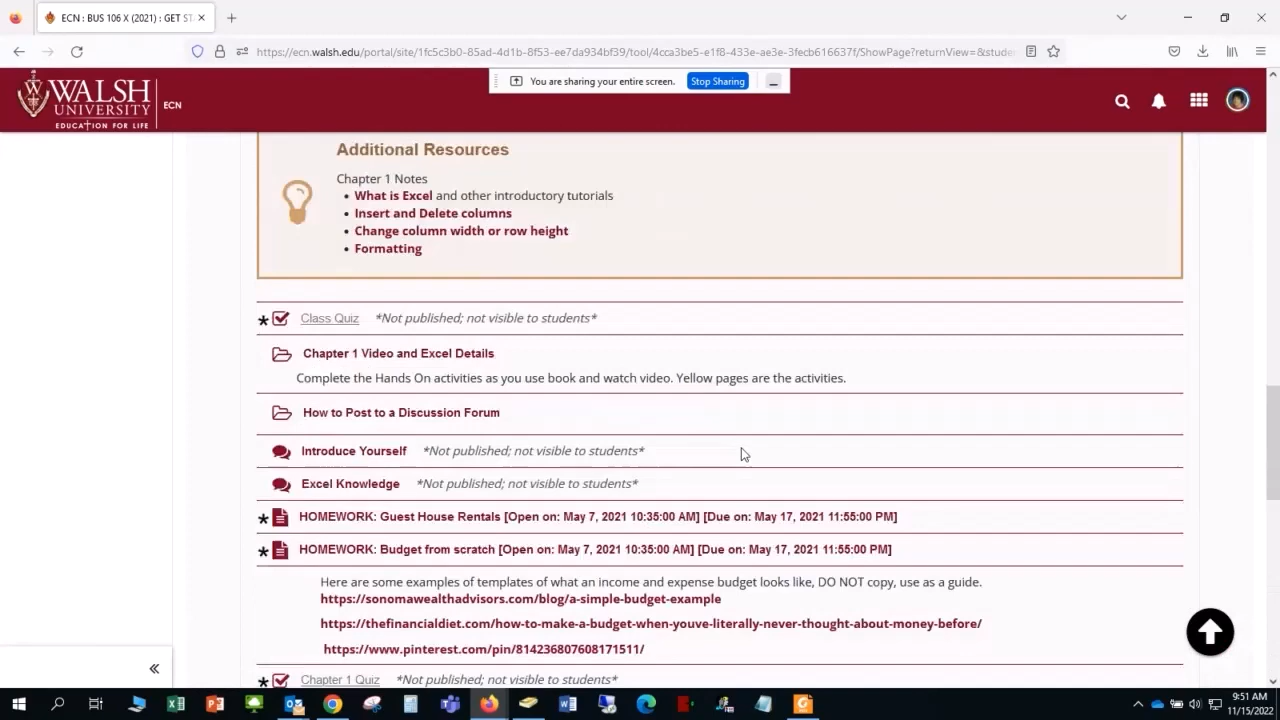 ECN : BUS 106 X (2021) : GET ST
https://ecn.walsh.edu/portal/site/1fc5c3b0-85ad-4d1b-8f53-ee7da934bf39/tool/4cca3be5-e1f8-433e-ae3e-3fecb616637f/ShowPage?returnView=&stude
You are sharing your entire screen. Stop Sharing
WALSH
UNIVERSITY
EDUCATION FOR LIFE
ECN
Additional Resources
Chapter 1 Notes
What is Excel and other introductory tutorials
Insert and Delete columns
Change column width or row height
Formatting
Class Quiz *Not published; not visible to students*
Chapter 1 Video and Excel Details
Complete the Hands On activities as you use book and watch video. Yellow pages are the activities.
How to Post to a Discussion Forum
Introduce Yourself *Not published; not visible to students*
Excel Knowledge *Not published; not visible to students*
HOMEWORK: Guest House Rentals [Open on: May 7, 2021 10:35:00 AM] [Due on: May 17, 2021 11:55:00 PM]
HOMEWORK: Budget from scratch [Open on: May 7, 2021 10:35:00 AM] [Due on: May 17, 2021 11:55:00 PM]
Here are some examples of templates of what an income and expense budget looks like, DO NOT copy, use as a guide.
https://sonomawealthadvisors.com/blog/a-simple-budget-example
https://thefinancialdiet.com/how-to-make-a-budget-when-youve-literally-never-thought-about-money-before/
https://www.pinterest.com/pin/814236807608171511/
Chapter 1 Quiz *Not published; not visible to students*
9:51 AM
11/15/2022